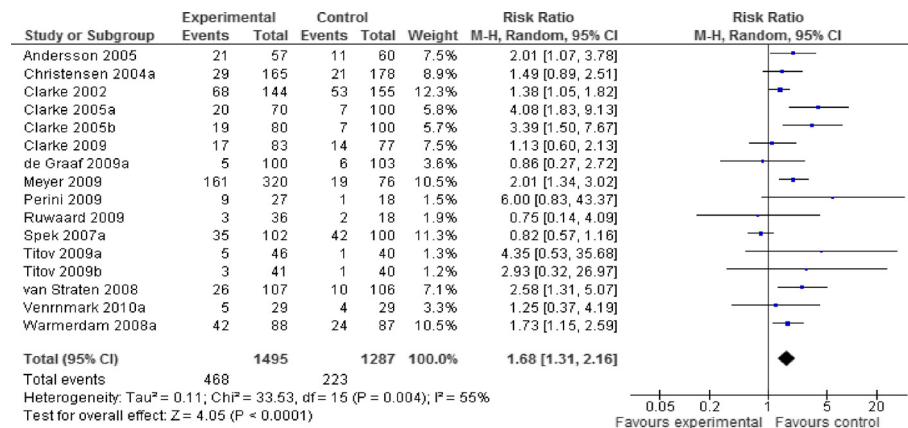 Experimental Control Risk Ratio Risk Ratio
Study or Subgroup Events Total Events Total Weight M-H, Random, 95% CI M-H, Random, 95% CI
Andersson 2005 21 57 11 60 7.5% 2.01 [1.07, 3.78]
Christensen 2004a 29 165 21 178 8.9% 1.49 [0.89, 2.51]
Clarke 2002 68 144 53 155 12.3% 1.38 [1.05, 1.82]
Clarke 2005a 20 70 7 100 5.8% 4.08 [1.83, 9.13]
Clarke 2005b 19 80 7 100 5.7% 3.39 [1.50, 7.67]
Clarke 2009 17 83 14 77 7.5% 1.13 [0.60, 2.13]
de Graaf 2009a 5 100 6 103 3.6% 0.86 [0.27, 2.72]
Meyer 2009 161 320 19 76 10.5% 2.01 [1.34, 3.02]
Perini 2009 9 27 1 18 1.5% 6.00 [0.83, 43.37]
Ruwaard 2009 3 36 2 18 1.9% 0.75 [0.14, 4.09]
Spek 2007a 35 102 42 100 11.3% 0.82 [0.57, 1.16]
Titov 2009a 5 46 1 40 1.3% 4.35 [0.53, 35.68]
Titov 2009b 3 41 1 40 1.2% 2.93 [0.32, 26.97]
van Straten 2008 26 107 10 106 7.1% 2.58 [1.31, 5.07]
Venrnmark 2010a 5 29 4 29 3.3% 1.25 [0.37, 4.19]
Warmerdam 2008a 42 88 24 87 10.5% 1.73 [1.15, 2.59]
Total (95% CI) 1495 1287 100.0% 1.68 [1.31, 2.16]
Total events 468 223
Heterogeneity: Tau² = 0.11; Chi² = 33.53, df = 15 (P = 0.004); I² = 55%
Test for overall effect: Z = 4.05 (P < 0.0001)
0.05 0.2 1 5 20
Favours experimental Favours control